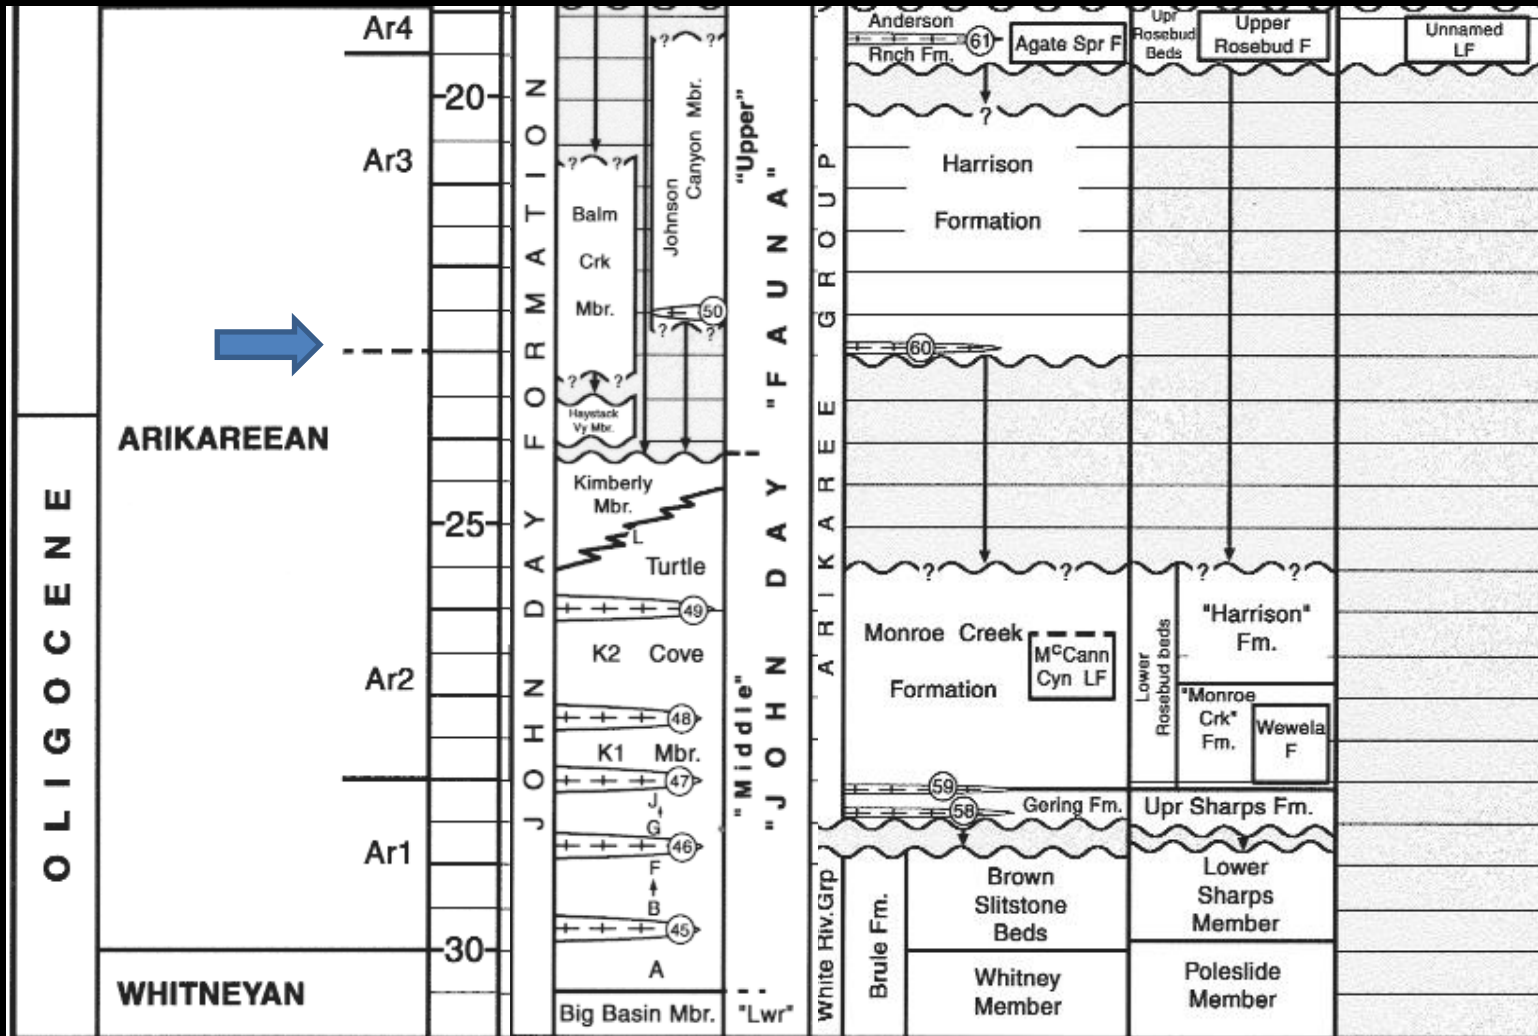 Ar4
Ar3
ARIKAREEAN
Ar2
Ar1
OLIGOCENE
WHITNEYAN
20
25
30
JOHN DAY FORMATION
? ?
Balm
Crk
Mbr.
? ?
Haystack
Vy Mbr.
? ?
Johnson
Canyon Mbr.
50
? ?
Kimberly
Mbr.
L
Turtle
49
K2 Cove
48
K1 Mbr.
47
J
G
46
F
B
45
A
Big Basin Mbr.
"Upper"
"Middle"
"Lwr"
"JOHN DAY "FAUNA"
ARIKAREE GROUP
White Riv.Grp
Anderson
61
Rnch Fm.
Agate Spr F
?
Harrison
Formation
60
? ?
Monroe Creek
Formation
McCann
Cyn LF
59
58
Gering Fm.
Brule Fm.
Brown
Slitstone
Beds
Whitney
Member
Upr
Rosebud
Beds
Upper
Rosebud F
? ?
Lower
Rosebud beds
"Harrison"
Fm.
"Monroe
Crk"
Fm.
Wewela
F
Upr Sharps Fm.
Lower
Sharps
Member
Poleslide
Member
Unnamed
LF